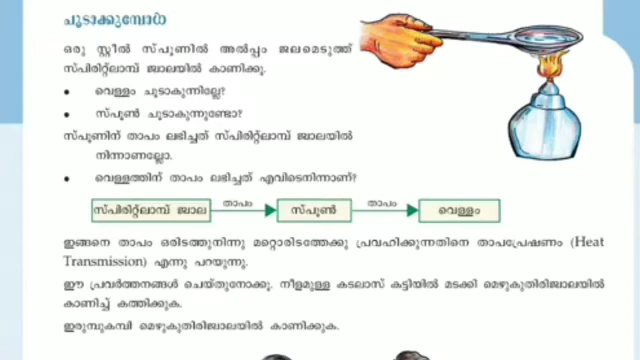 ചൂടാക്കുമ്പോൾ
ഒരു സ്റ്റീൽ സ്പൂണിൽ അൽപ്പം ജലമെടുത്ത്
സ്പിരിറ്റ്‌ലാമ്പ് ജ്വാലയിൽ കാണിക്കൂ.
• വെള്ളം ചൂടാകുന്നില്ലേ?
• സ്പൂൺ ചൂടാകുന്നുണ്ടോ?
സ്പൂണിന് താപം ലഭിച്ചത് സ്പിരിറ്റ്‌ലാമ്പ് ജ്വാലയിൽ
നിന്നാണല്ലോ.
• വെള്ളത്തിന് താപം ലഭിച്ചത് എവിടെനിന്നാണ്?
സ്പിരിറ്റ്‌ലാമ്പ് ജ്വാല താപം സ്പൂൺ താപം വെള്ളം
ഇങ്ങനെ താപം ഒരിടത്തുനിന്നു മറ്റൊരിടത്തേക്കു പ്രവഹിക്കുന്നതിനെ താപപ്രേഷണം (Heat
Transmission) എന്നു പറയുന്നു.
ഈ പ്രവർത്തനങ്ങൾ ചെയ്തുനോക്കൂ. നീളമുള്ള കടലാസ് കട്ടിയിൽ മടക്കി മെഴുകുതിരിജ്വാലയിൽ
കാണിച്ച് കത്തിക്കുക.
ഇരുമ്പുകമ്പി മെഴുകുതിരിജ്വാലയിൽ കാണിക്കുക.